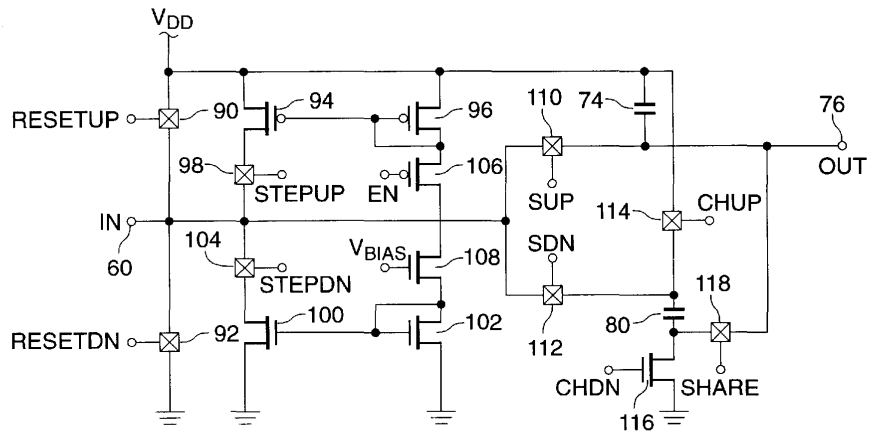 VDD
RESETUP
90
94
96
110
74
76
OUT
98
STEPUP
EN
106
SUP
114
CHUP
IN
60
104
STEPDN
VBIAS
108
SDN
112
80
118
RESETDN
92
100
102
CHDN
116
SHARE